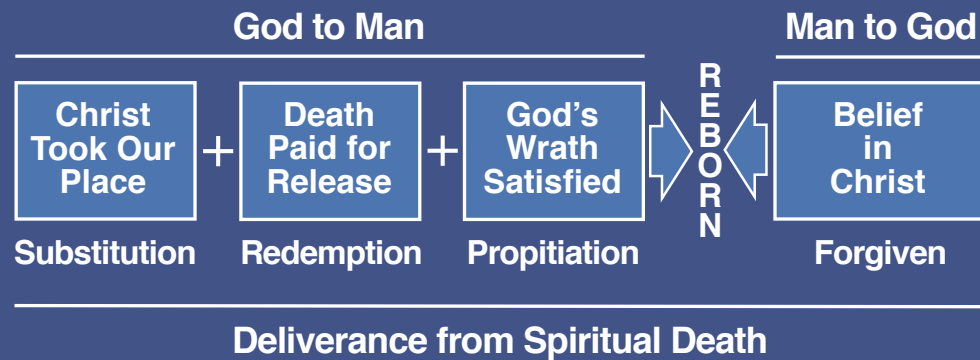 God to Man
Man to God
Christ
Took Our
Place
+
Death
Paid for
Release
+
God's
Wrath
Satisfied
REBORN
Belief
in
Christ
Substitution
Redemption
Propitiation
Forgiven
Deliverance from Spiritual Death